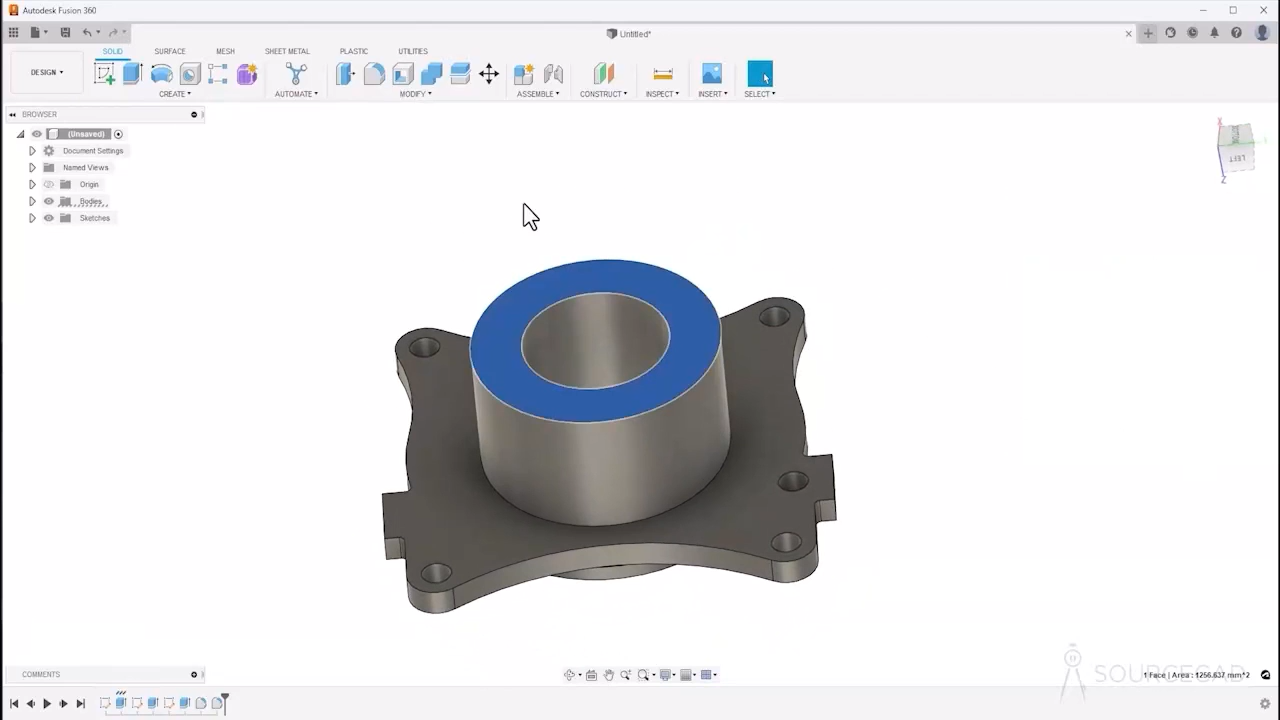 Autodesk Fusion 360
Untitled*
SOLID SURFACE MESH SHEET METAL PLASTIC UTILITIES
DESIGN
CREATE AUTOMATE MODIFY ASSEMBLE CONSTRUCT INSPECT INSERT SELECT
BROWSER
(Unsaved)
Document Settings
Named Views
Origin
Bodies
Sketches
X
LEFT
Z
COMMENTS
1 Face | Area : 1256.637 mm^2
SOURCECAD